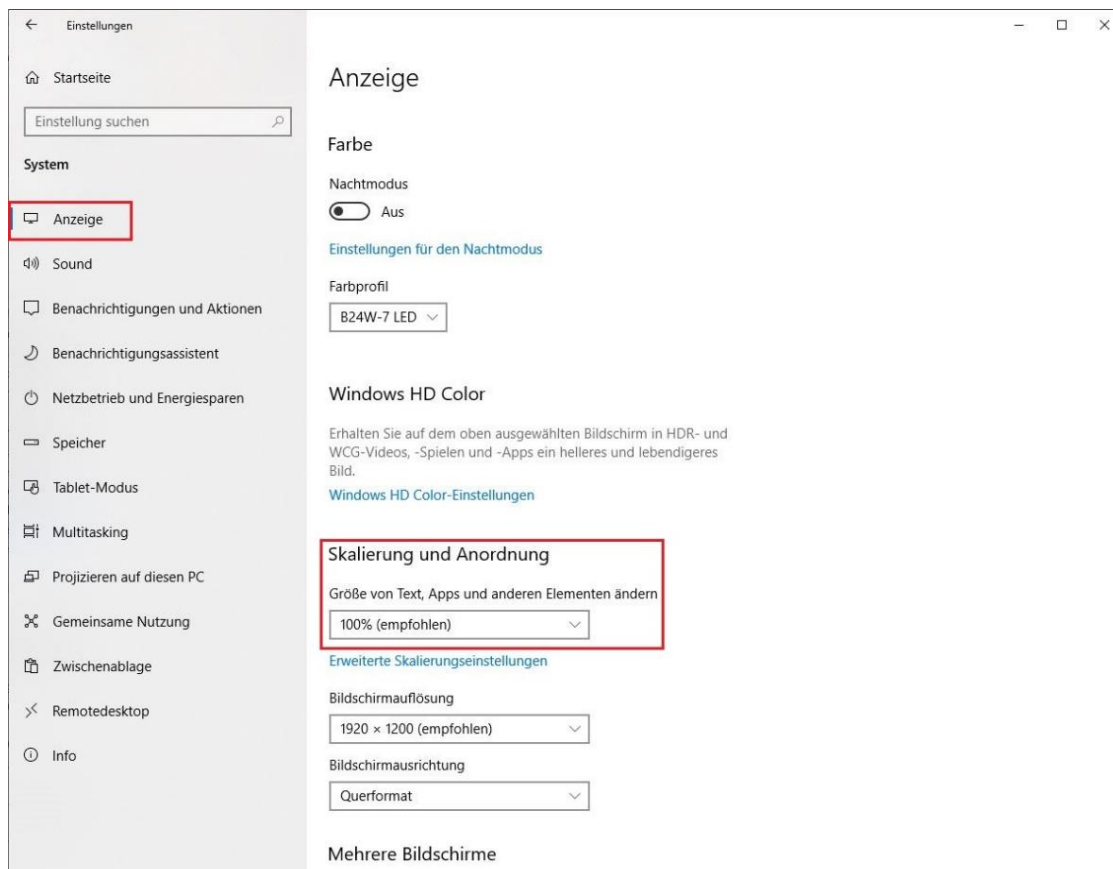 Einstellungen
Startseite
Einstellung suchen
System
Anzeige
Sound
Benachrichtigungen und Aktionen
Benachrichtigungsassistent
Netzbetrieb und Energiesparen
Speicher
Tablet-Modus
Multitasking
Projizieren auf diesen PC
Gemeinsame Nutzung
Zwischenablage
Remotedesktop
Info
Anzeige
Farbe
Nachtmodus
Aus
Einstellungen für den Nachtmodus
Farbprofil
B24W-7 LED
Windows HD Color
Erhalten Sie auf dem oben ausgewählten Bildschirm in HDR- und
WCG-Videos, -Spielen und -Apps ein helleres und lebendigeres
Bild.
Windows HD Color-Einstellungen
Skalierung und Anordnung
Größe von Text, Apps und anderen Elementen ändern
100% (empfohlen)
Erweiterte Skalierungseinstellungen
Bildschirmauflösung
1920 × 1200 (empfohlen)
Bildschirmausrichtung
Querformat
Mehrere Bildschirme